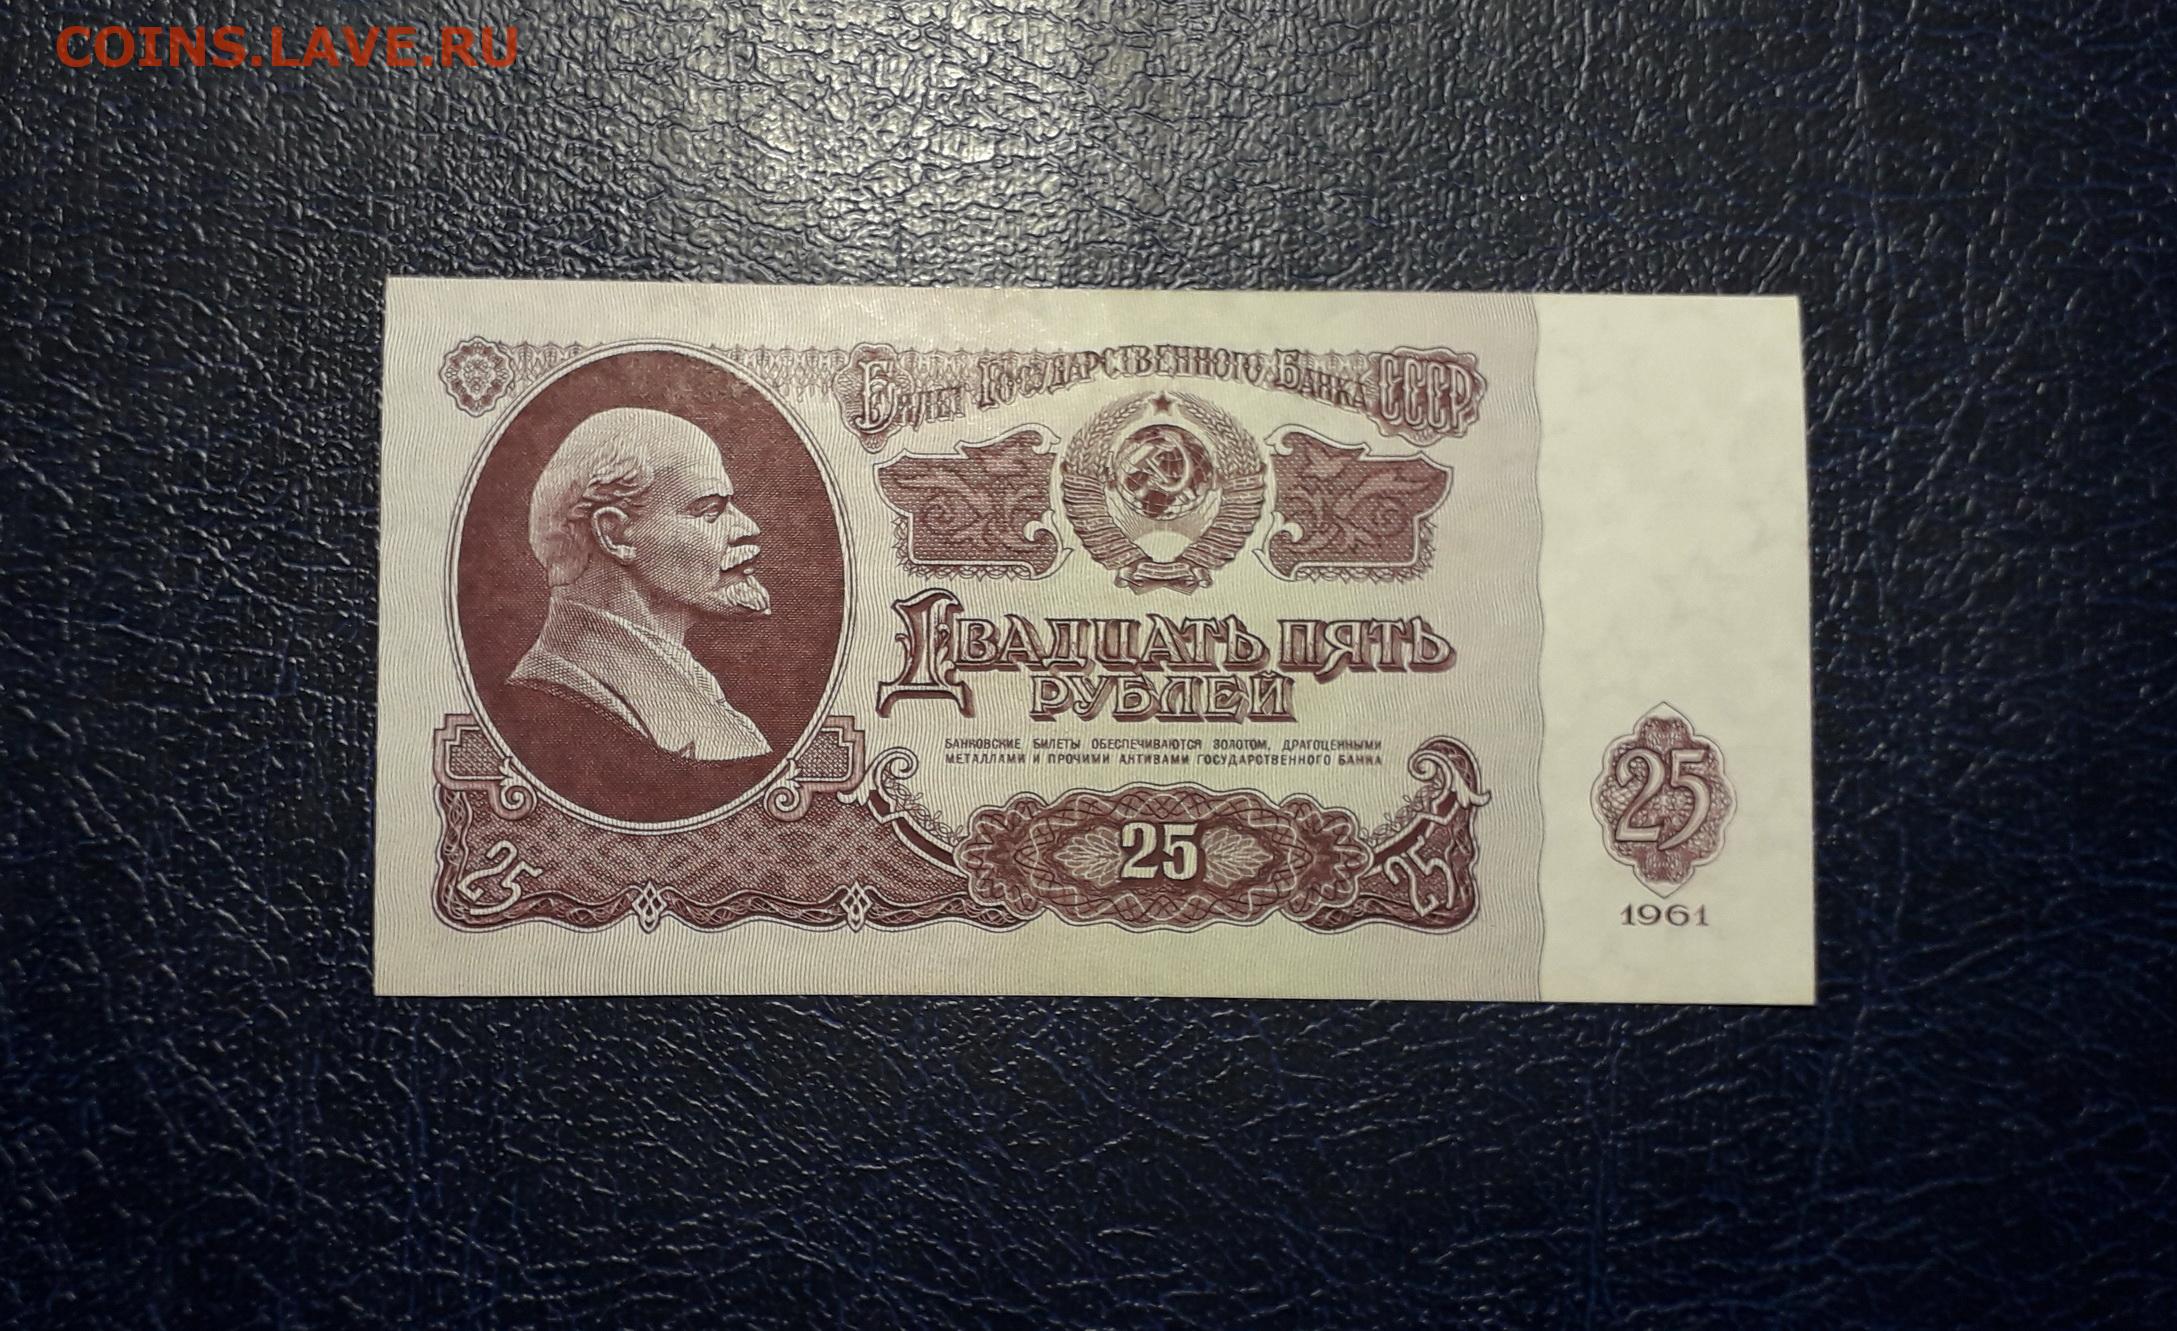 COINS.LAVE.RU
Билет Государственного Банка СССР
Двадцать пять
рублей
БАНКОВСКИЕ БИЛЕТЫ ОБЕСПЕЧИВАЮТСЯ ЗОЛОТОМ, ДРАГОЦЕННЫМИ
МЕТАЛЛАМИ И ПРОЧИМИ АКТИВАМИ ГОСУДАРСТВЕННОГО БАНКА
25
25
25
25
1961